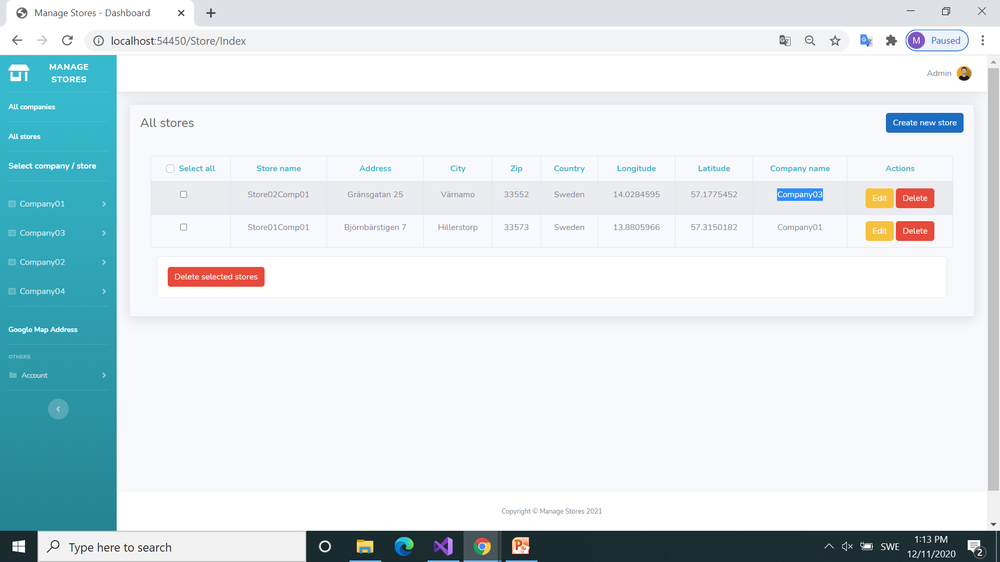 Manage Stores - Dashboard
localhost:54450/Store/Index
M Paused
MANAGE
STORES
Admin
All companies
All stores
Select company / store
Company01
Company03
Company02
Company04
Google Map Address
OTHERS
Account
All stores
Create new store
Select all Store name Address City Zip Country Longitude Latitude Company name Actions
Store02Comp01 Gränsgatan 25 Värnamo 33552 Sweden 14.0284595 57.1775452 Company03 Edit Delete
Store01Comp01 Björnbärstigen 7 Hillerstorp 33573 Sweden 13.8805966 57.3150182 Company01 Edit Delete
Delete selected stores
Copyright © Manage Stores 2021
Type here to search
SWE
1:13 PM
12/11/2020
2